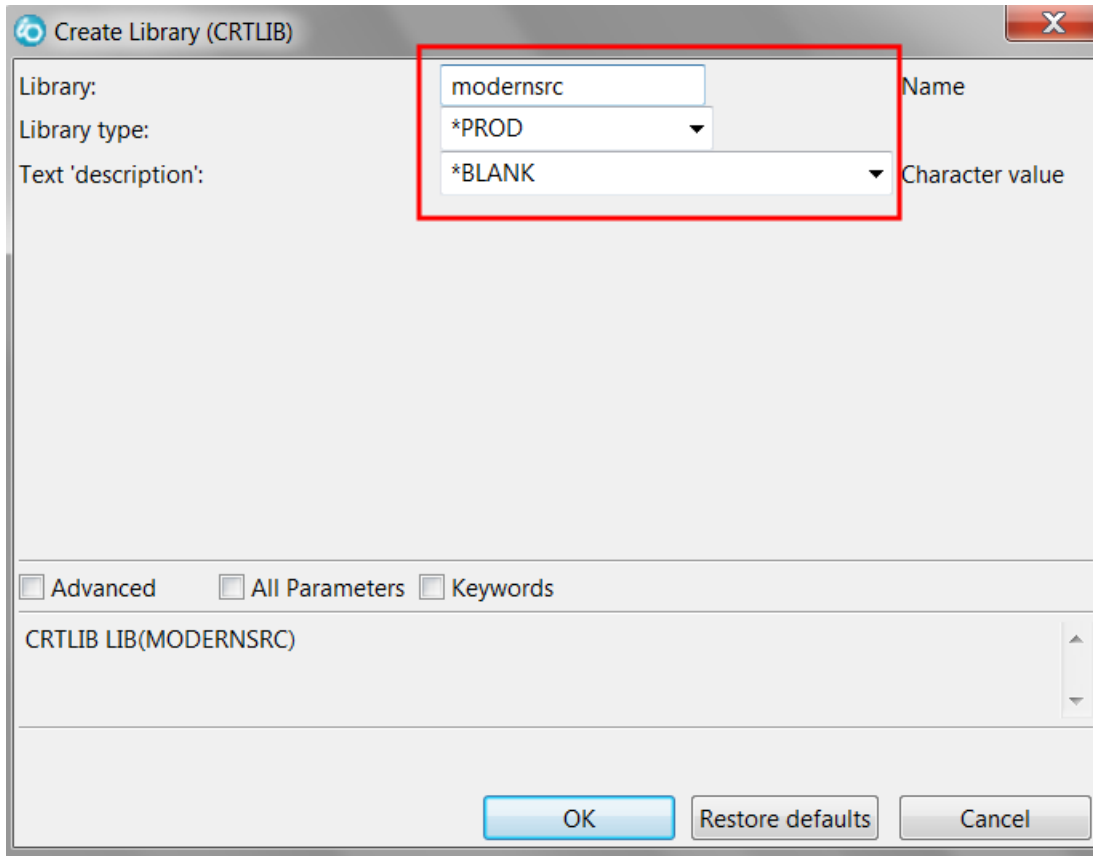 Create Library (CRTLIB)
Library: modernsrc Name
Library type: *PROD
Text 'description': *BLANK Character value
Advanced All Parameters Keywords
CRTLIB LIB(MODERNSRC)
OK Restore defaults Cancel